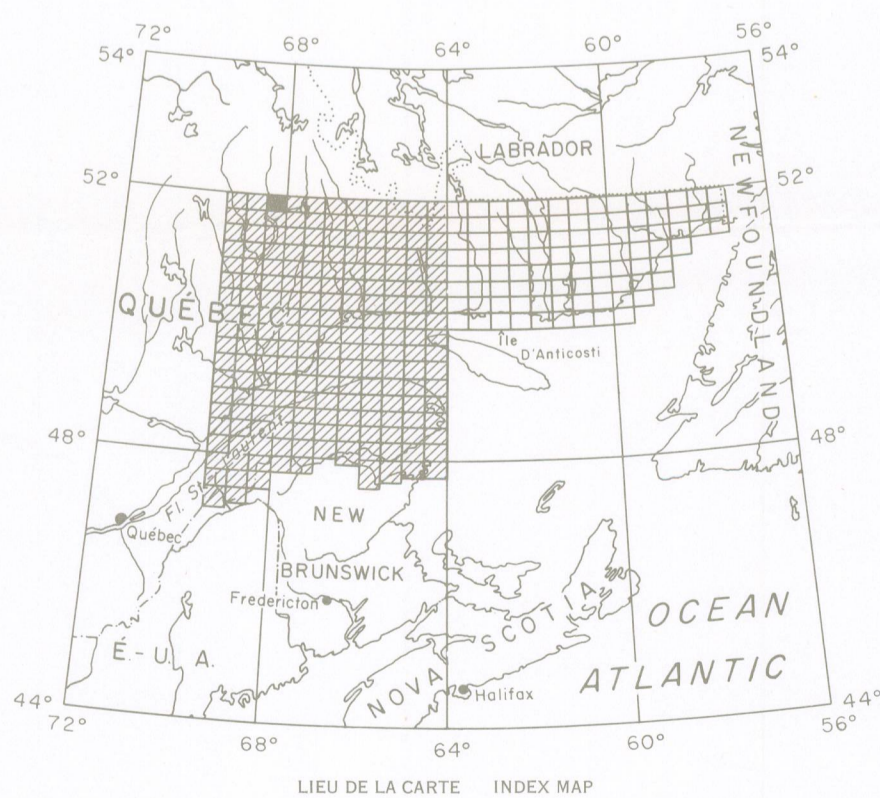 72° 68° 64° 60° 56°
54° 54°
LABRADOR
NEWFOUNDLAND
52° 52°
QUÉBEC
Île
D'Anticosti
48° 48°
Fl. St. Laurent
Québec
NEW
BRUNSWICK
Fredericton
NOVA SCOTIA
OCEAN
ATLANTIC
É.-U. A.
Halifax
44° 44°
72° 68° 64° 60° 56°
LIEU DE LA CARTE INDEX MAP